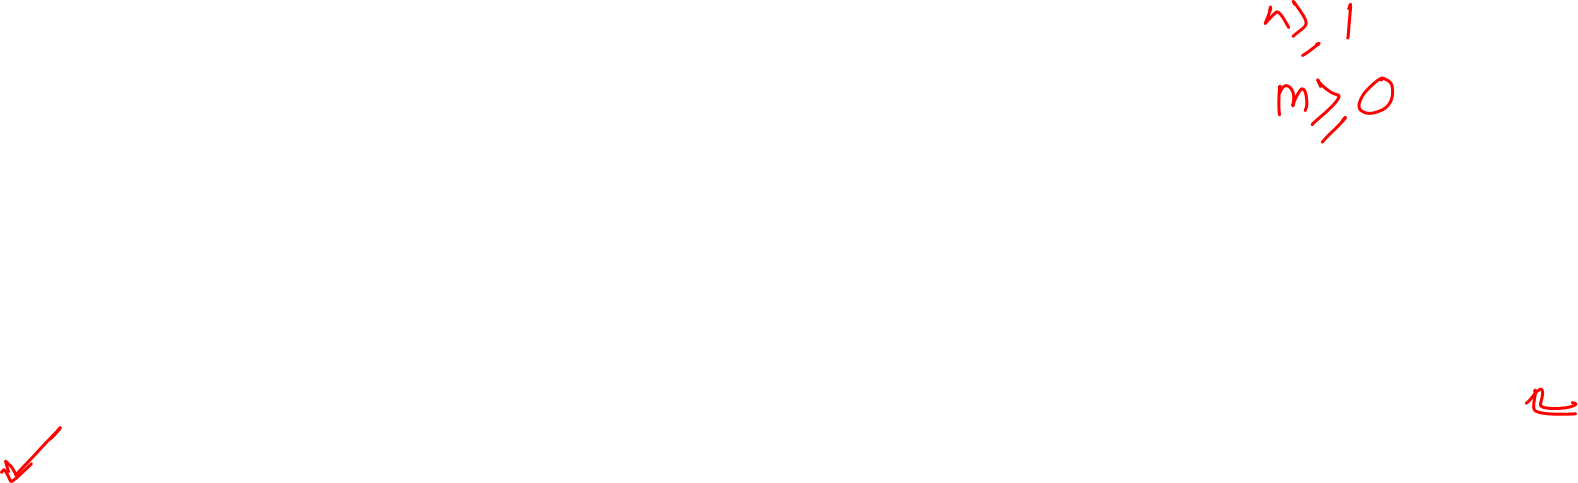 n ≥ 1
m ≥ 0